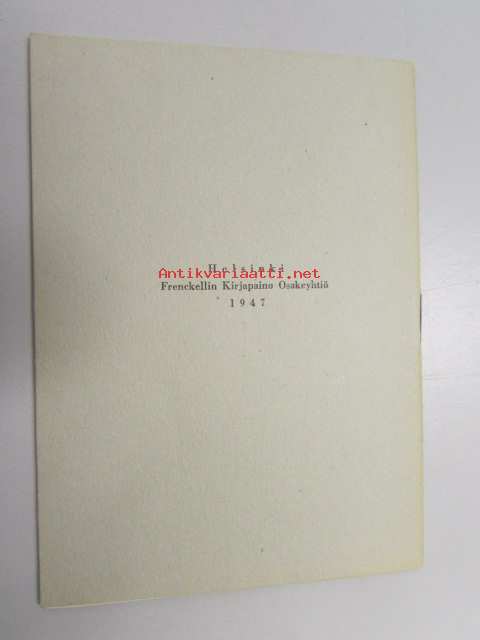 Helsinki
Antikvariaatti.net
Frenckellin Kirjapaino Osakeyhtiö
1947